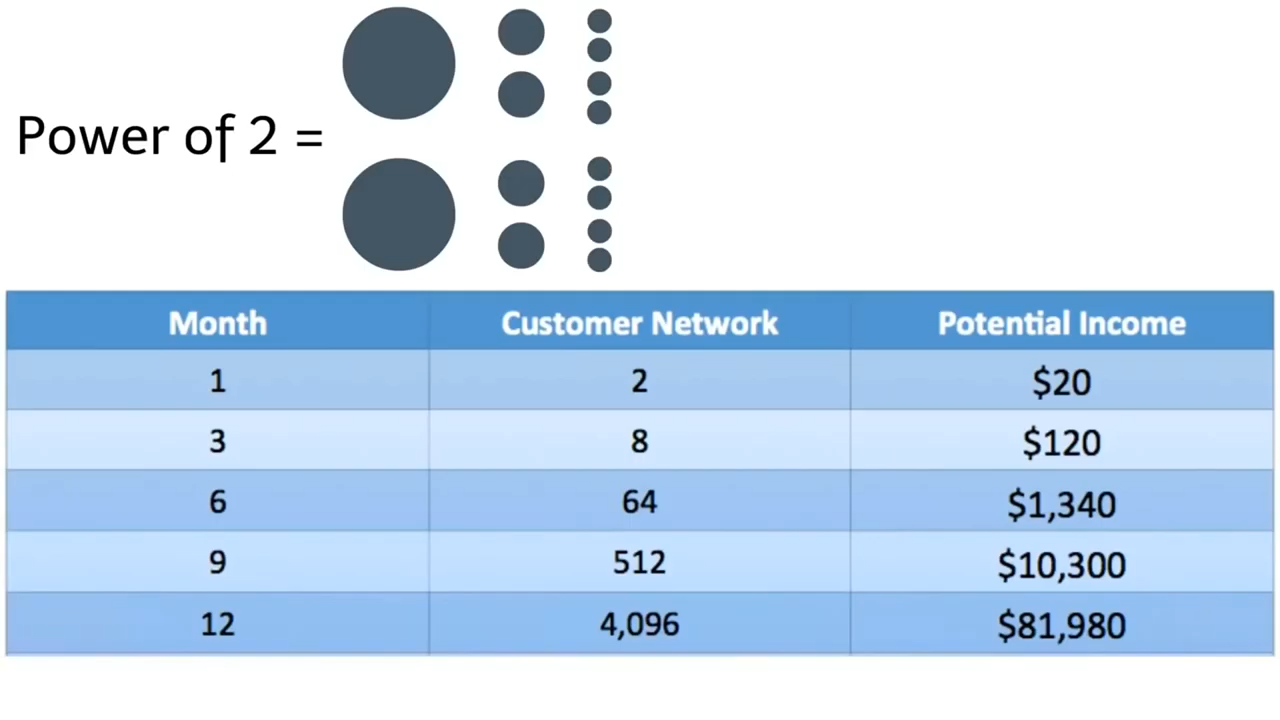 Power of 2 =
Month Customer Network Potential Income
1 2 $20
3 8 $120
6 64 $1,340
9 512 $10,300
12 4,096 $81,980